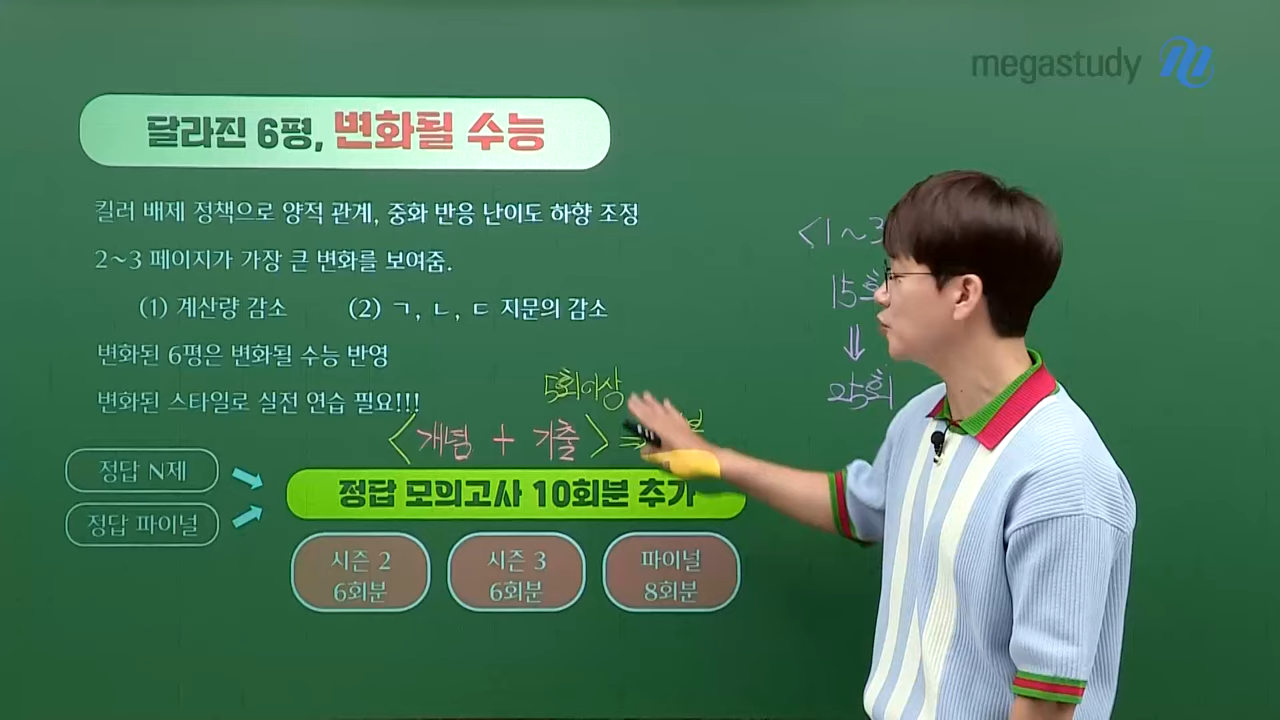 megastudy
달라진 6평, 변화될 수능
킬러 배제 정책으로 양적 관계, 중화 반응 난이도 하향 조정
2~3 페이지가 가장 큰 변화를 보여줌.
(1) 계산량 감소 (2) ㄱ, ㄴ, ㄷ 지문의 감소
변화된 6평은 변화될 수능 반영
변화된 스타일로 실전 연습 필요!!!
5회이상
<개념 + 기출> ⇒
정답 N제
정답 파이널
정답 모의고사 10회분 추가
시즌 2
6회분
시즌 3
6회분
파이널
8회분
<1~3
15회
⇓
25회